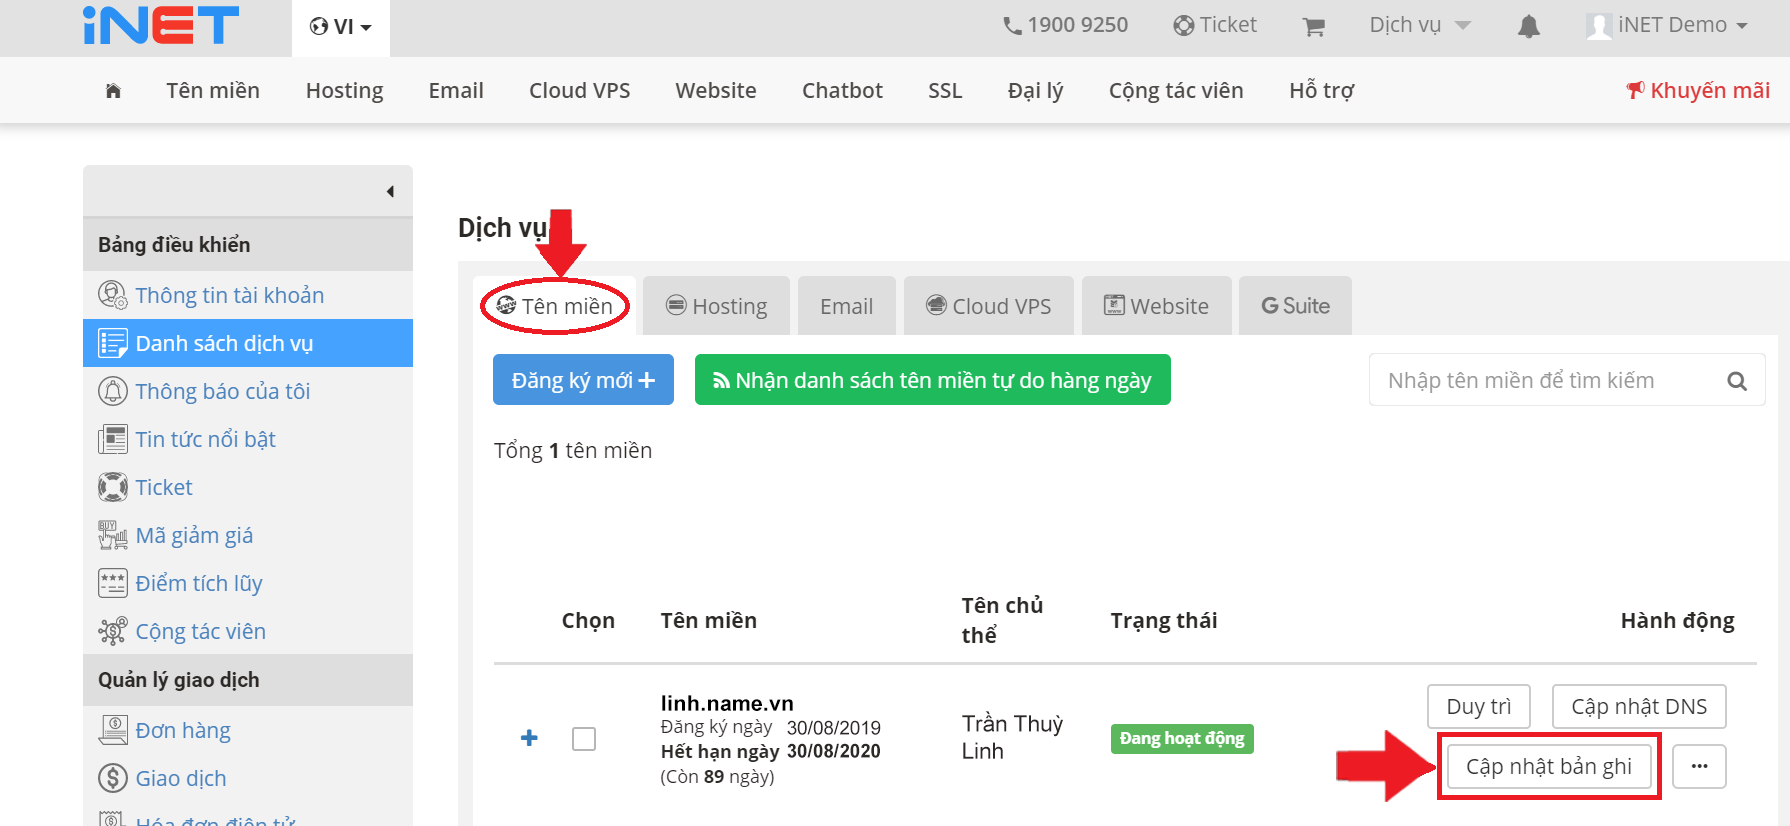 iNET
VI
1900 9250
Ticket
Dịch vụ
iNET Demo
Tên miền
Hosting
Email
Cloud VPS
Website
Chatbot
SSL
Đại lý
Cộng tác viên
Hỗ trợ
Khuyến mãi
Bảng điều khiển
Thông tin tài khoản
Danh sách dịch vụ
Thông báo của tôi
Tin tức nổi bật
Ticket
Mã giảm giá
Điểm tích lũy
Cộng tác viên
Quản lý giao dịch
Đơn hàng
Giao dịch
Hóa đơn điện tử
Dịch vụ
Tên miền
Hosting
Email
Cloud VPS
Website
G Suite
Đăng ký mới
Nhận danh sách tên miền tự do hàng ngày
Nhập tên miền để tìm kiếm
Tổng 1 tên miền
Chọn
Tên miền
Tên chủ
thể
Trạng thái
Hành động
linh.name.vn
Đăng ký ngày 30/08/2019
Hết hạn ngày 30/08/2020
(Còn 89 ngày)
Trần Thuỳ
Linh
Đang hoạt động
Duy trì
Cập nhật DNS
Cập nhật bản ghi
...